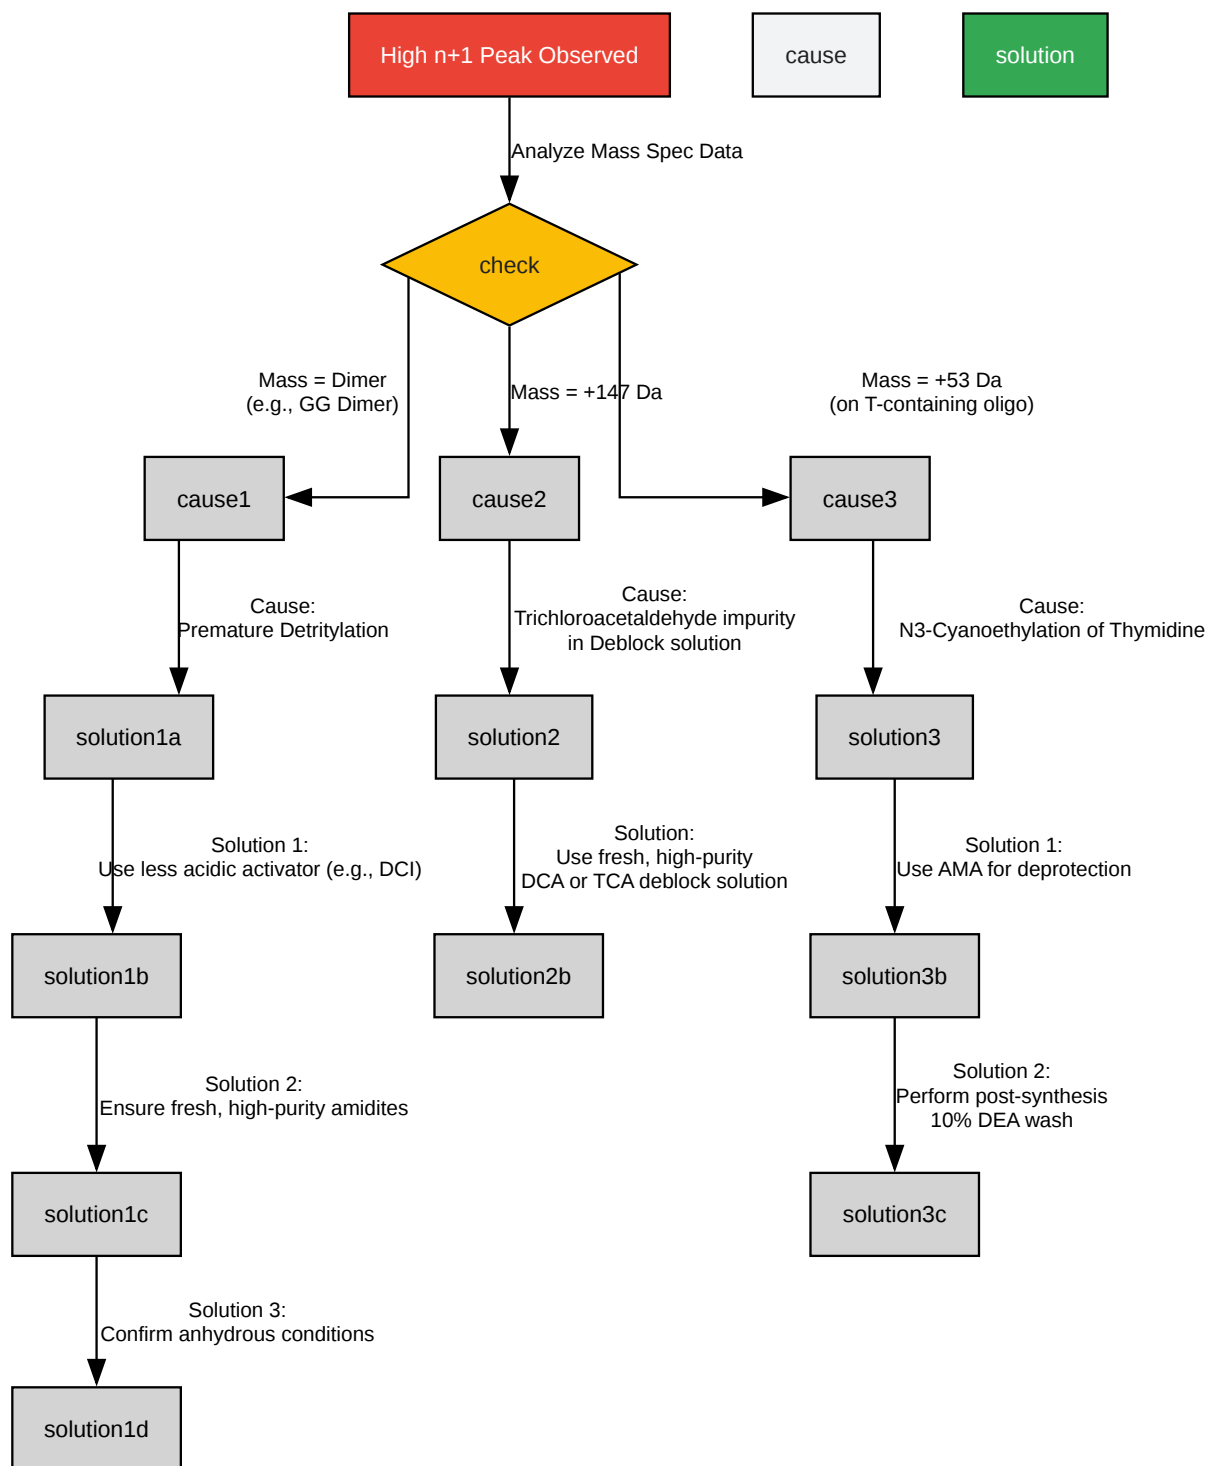 High n+1 Peak Observed
cause
solution
Analyze Mass Spec Data
check
Mass = Dimer
(e.g., GG Dimer)
Mass = +147 Da
Mass = +53 Da
(on T-containing oligo)
cause1
cause2
cause3
Cause:
Premature Detritylation
Cause:
Trichloroacetaldehyde impurity
in Deblock solution
Cause:
N3-Cyanoethylation of Thymidine
solution1a
solution2
solution3
Solution 1:
Use less acidic activator (e.g., DCI)
Solution:
Use fresh, high-purity
DCA or TCA deblock solution
Solution 1:
Use AMA for deprotection
solution1b
solution2b
solution3b
Solution 2:
Ensure fresh, high-purity amidites
Solution 2:
Perform post-synthesis
10% DEA wash
solution1c
solution3c
Solution 3:
Confirm anhydrous conditions
solution1d